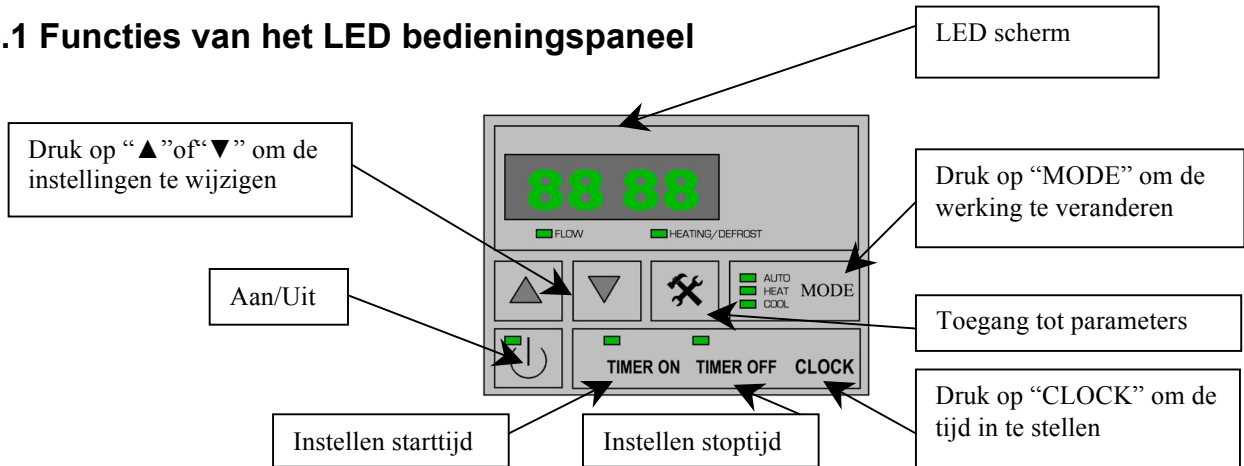 .1 Functies van het LED bedieningspaneel
LED scherm
Druk op “▲”of“▼” om de
instellingen te wijzigen
88 88
FLOW
HEATING/DEFROST
Druk op “MODE” om de
werking te veranderen
Aan/Uit
AUTO
HEAT
COOL
MODE
Toegang tot parameters
TIMER ON
TIMER OFF
CLOCK
Druk op “CLOCK” om de
tijd in te stellen
Instellen starttijd
Instellen stoptijd